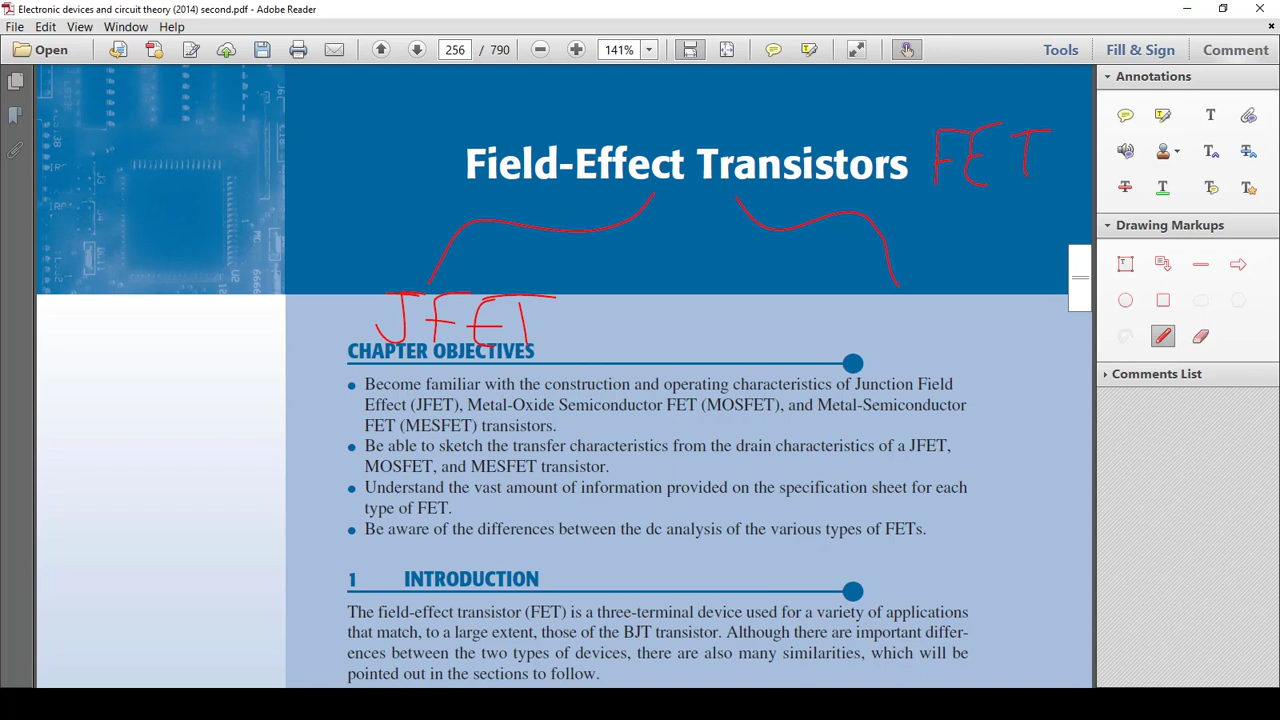 Electronic devices and circuit theory (2014) second.pdf - Adobe Reader
File Edit View Window Help
Open 256 / 790 141% Tools Fill & Sign Comment
Annotations
Field-Effect Transistors FET
Drawing Markups
JFET
CHAPTER OBJECTIVES
● Become familiar with the construction and operating characteristics of Junction Field
Effect (JFET), Metal-Oxide Semiconductor FET (MOSFET), and Metal-Semiconductor
FET (MESFET) transistors.
● Be able to sketch the transfer characteristics from the drain characteristics of a JFET,
MOSFET, and MESFET transistor.
● Understand the vast amount of information provided on the specification sheet for each
type of FET.
● Be aware of the differences between the dc analysis of the various types of FETs.
Comments List
1 INTRODUCTION
The field-effect transistor (FET) is a three-terminal device used for a variety of applications
that match, to a large extent, those of the BJT transistor. Although there are important differ-
ences between the two types of devices, there are also many similarities, which will be
pointed out in the sections to follow.